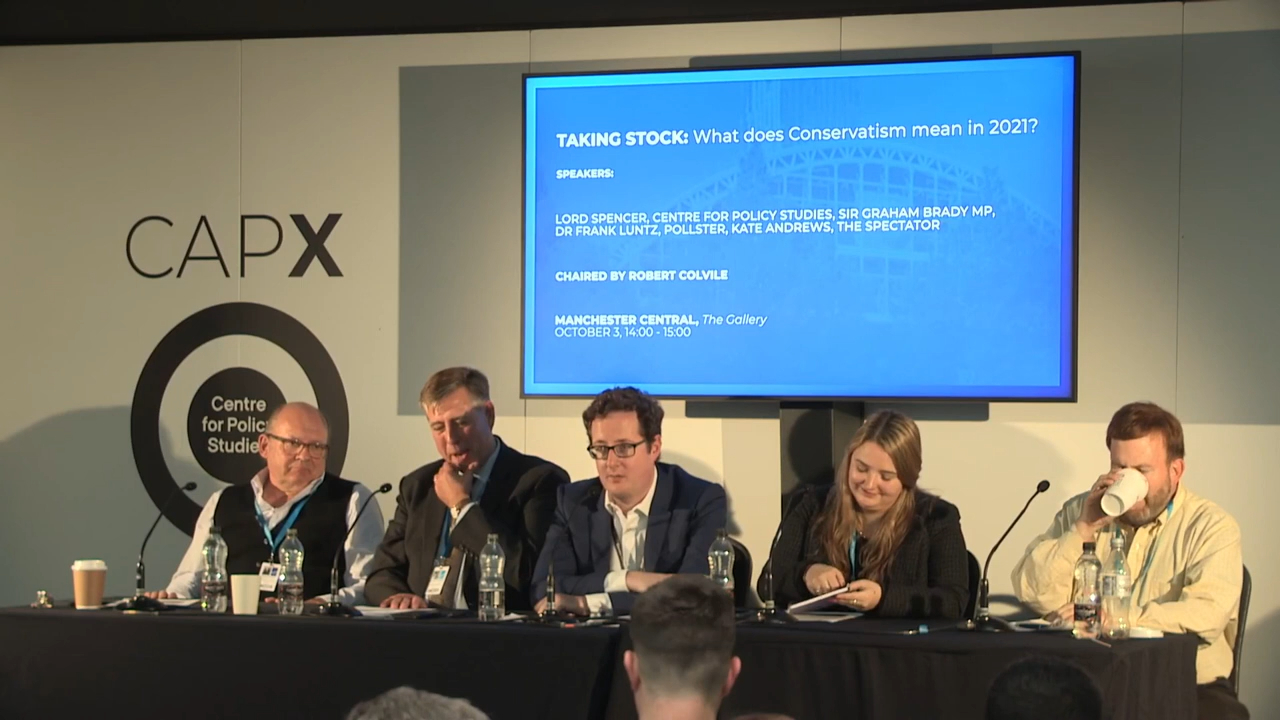 TAKING STOCK: What does Conservatism mean in 2021?
SPEAKERS:
LORD SPENCER, CENTRE FOR POLICY STUDIES, SIR GRAHAM BRADY MP,
DR FRANK LUNTZ, POLLSTER, KATE ANDREWS, THE SPECTATOR
CHAIRED BY ROBERT COLVILE
MANCHESTER CENTRAL, The Gallery
OCTOBER 3, 14:00 - 15:00
CAPX
Centre
for Polic
Studie